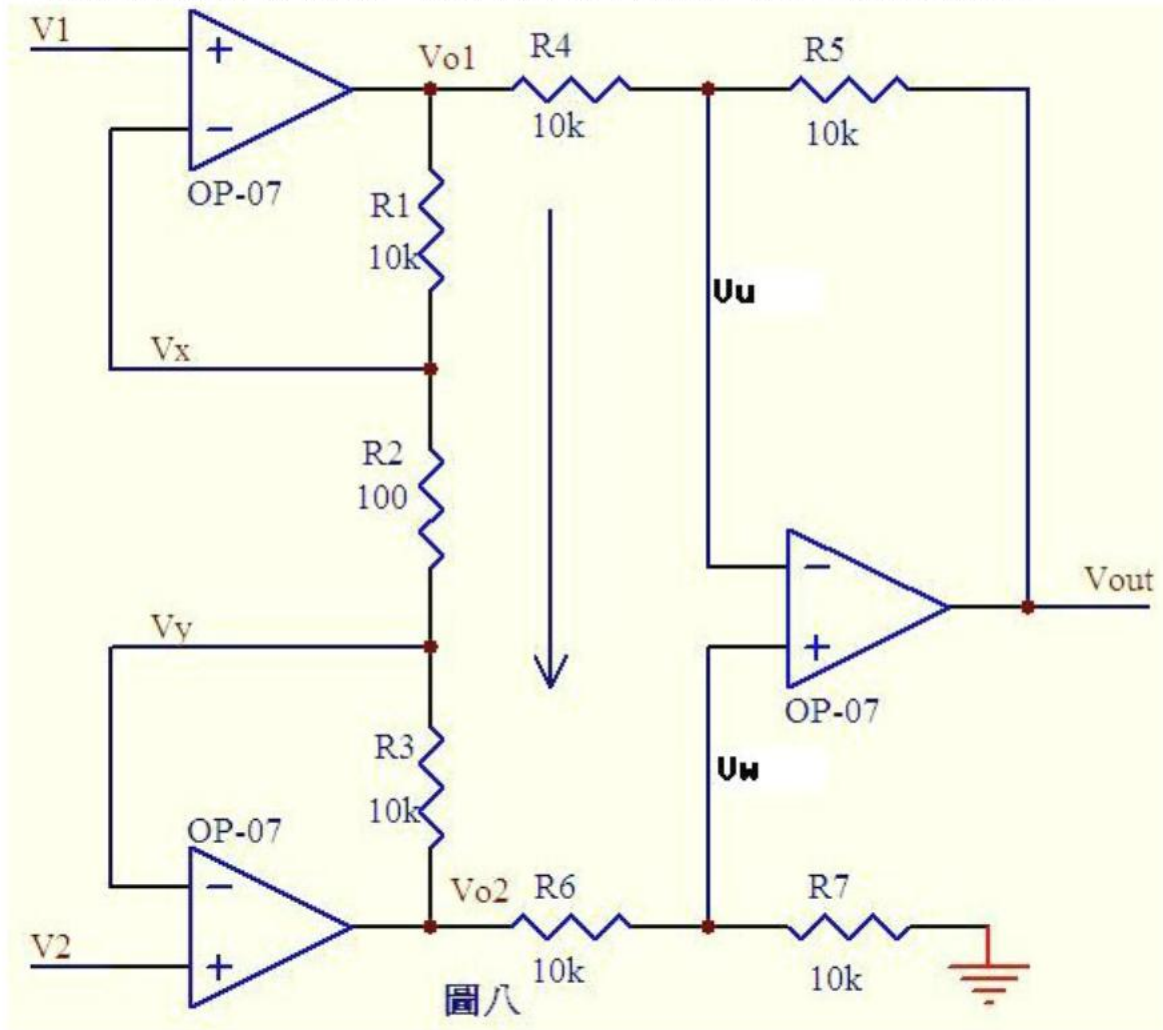 V1
+
−
OP-07
Vo1
R4
10k
R5
10k
R1
10k
Vu
Vx
R2
100
Vy
−
+
OP-07
Vout
R3
10k
Vw
OP-07
−
+
V2
Vo2
R6
10k
R7
10k
圖八